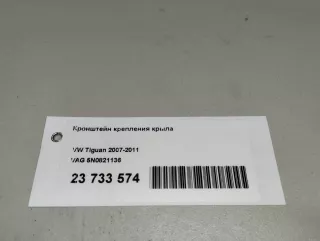 Кронштейн крепления крыла
VW Tiguan 2007-2011
VAG 5N0821136
23 733 574